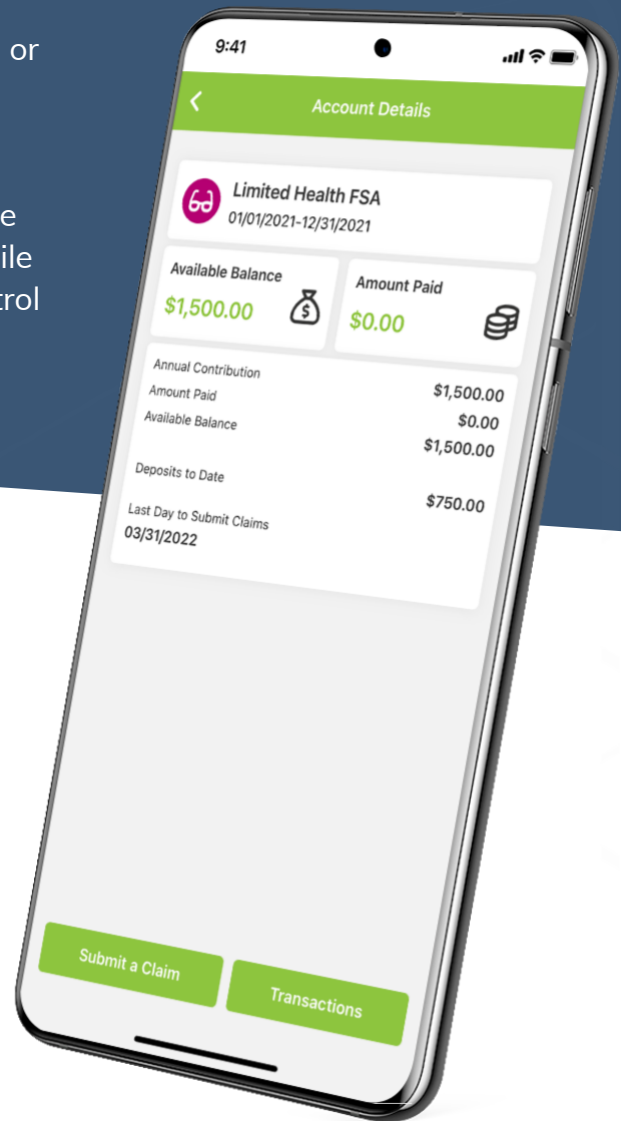 or
e
ile
trol
9:41
Account Details
Limited Health FSA
01/01/2021-12/31/2021
Available Balance
$1,500.00
Amount Paid
$0.00
Annual Contribution $1,500.00
Amount Paid $0.00
Available Balance $1,500.00
Deposits to Date $750.00
Last Day to Submit Claims
03/31/2022
Submit a Claim
Transactions